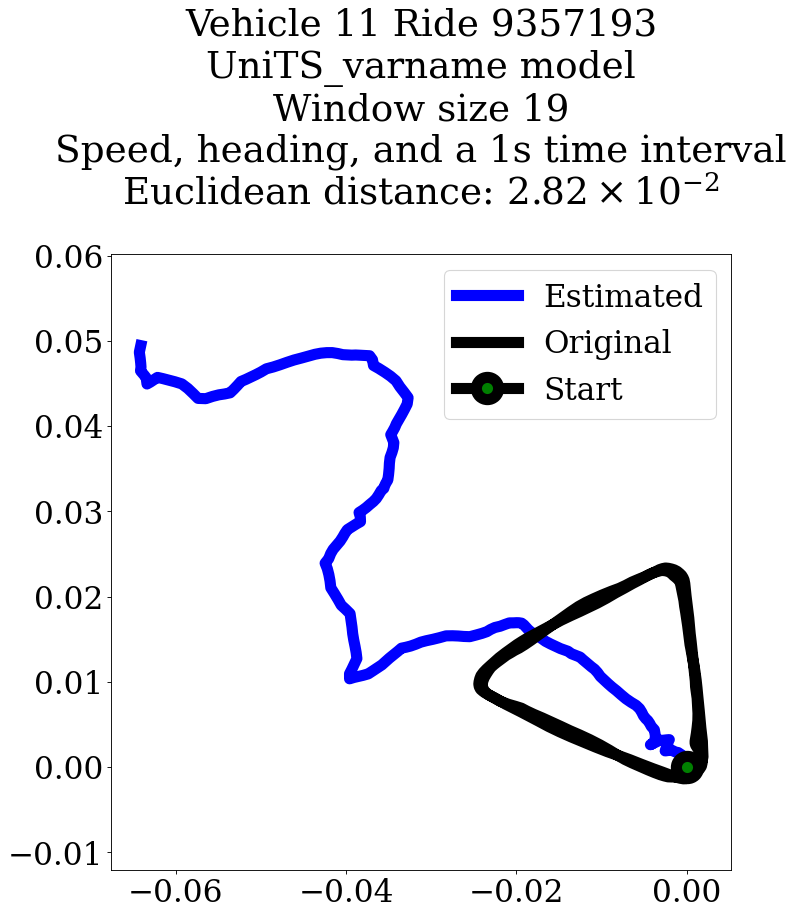 Vehicle 11 Ride 9357193
UniTS_varname model
Window size 19
Speed, heading, and a 1s time interval
Euclidean distance: 2.82 × 10⁻²
Estimated
Original
Start
0.06
0.05
0.04
0.03
0.02
0.01
0.00
−0.01
−0.06
−0.04
−0.02
0.00